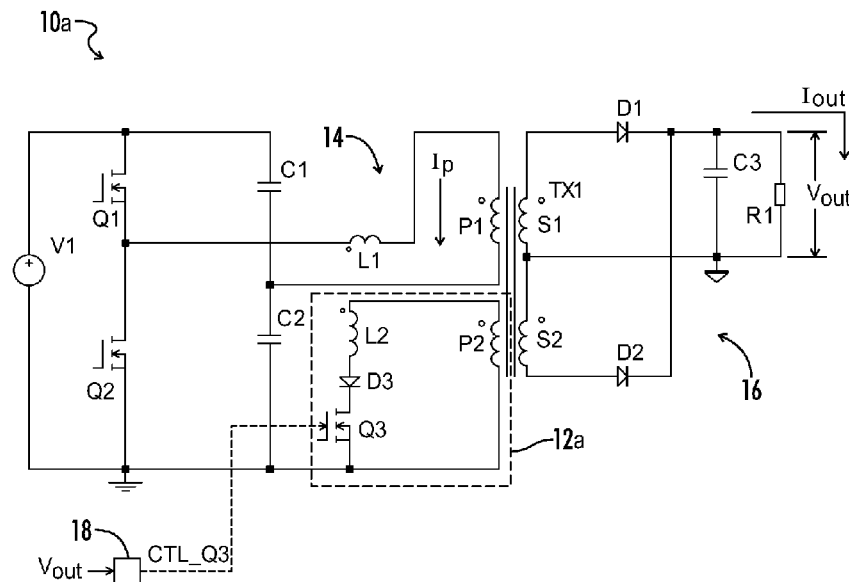 10a
Iout
14
D1
Ip
C1
C3
TX1
Vout
Q1
P1
S1
R1
V1
L1
C2
L2
P2
S2
D2
16
D3
Q2
Q3
12a
18
CTL_Q3
Vout